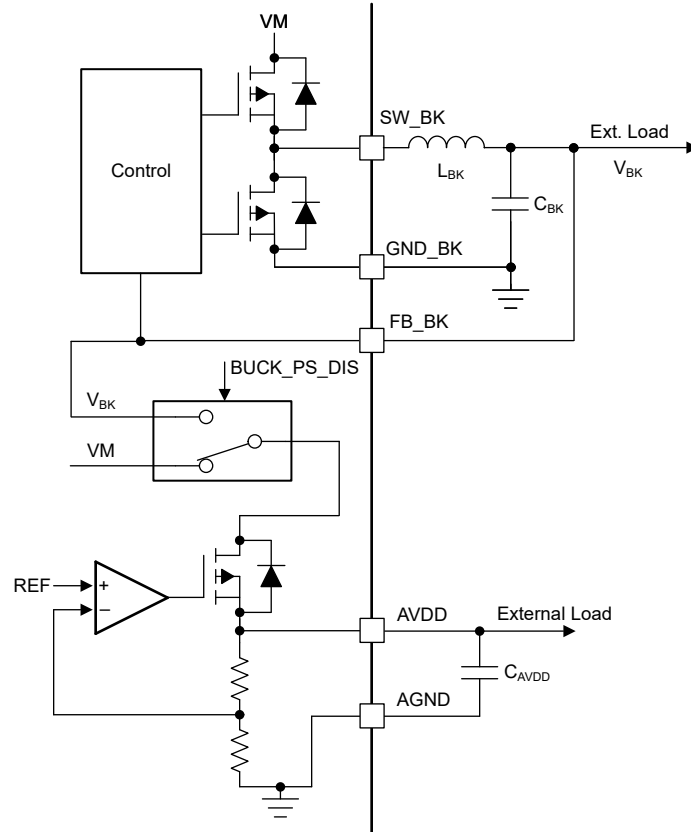 VM
SW_BK
Ext. Load
Control
L_BK
V_BK
C_BK
GND_BK
FB_BK
BUCK_PS_DIS
V_BK
VM
REF
+
–
AVDD
External Load
C_AVDD
AGND